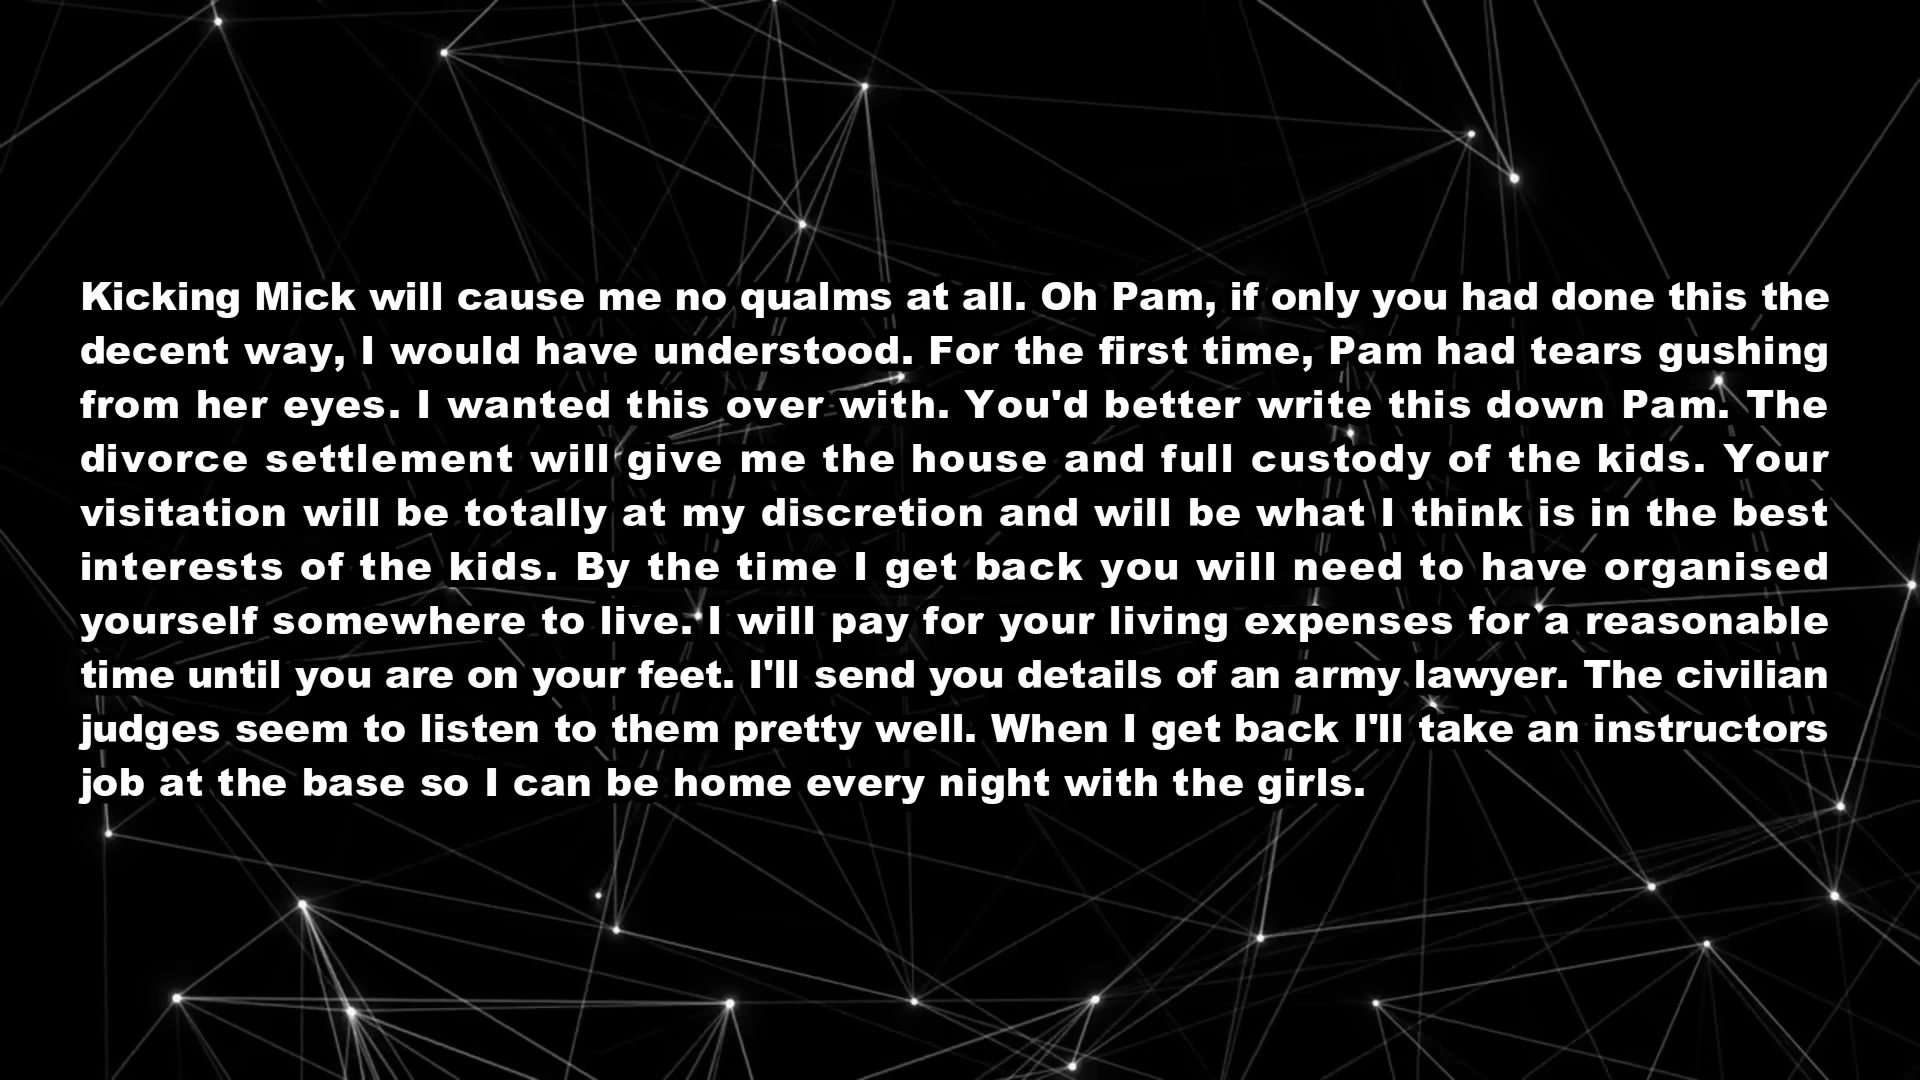 Kicking Mick will cause me no qualms at all. Oh Pam, if only you had done this the
decent way, I would have understood. For the first time, Pam had tears gushing
from her eyes. I wanted this over with. You'd better write this down Pam. The
divorce settlement will give me the house and full custody of the kids. Your
visitation will be totally at my discretion and will be what I think is in the best
interests of the kids. By the time I get back you will need to have organised
yourself somewhere to live. I will pay for your living expenses for a reasonable
time until you are on your feet. I'll send you details of an army lawyer. The civilian
judges seem to listen to them pretty well. When I get back I'll take an instructors
job at the base so I can be home every night with the girls.